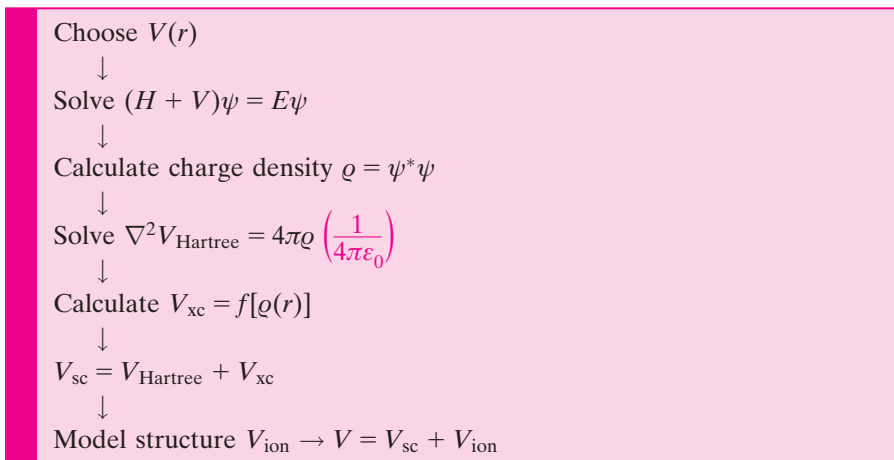 Choose V(r)
↓
Solve (H + V)ψ = Eψ
↓
Calculate charge density ϱ = ψ*ψ
↓
Solve ∇²V_Hartree = 4πϱ (1/4πε₀)
↓
Calculate V_xc = f[ϱ(r)]
↓
V_sc = V_Hartree + V_xc
↓
Model structure V_ion → V = V_sc + V_ion